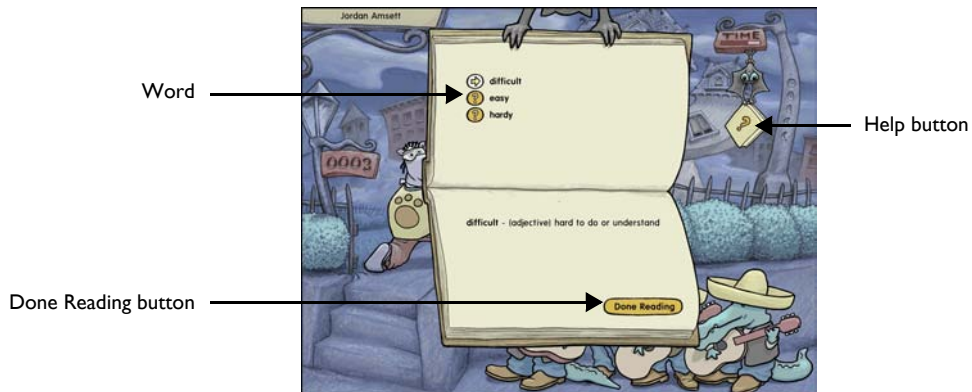 Jordan Amsett
TIME
difficult
Word
easy
hardy
Help button
0003
difficult - (adjective) hard to do or understand
Done Reading button
Done Reading